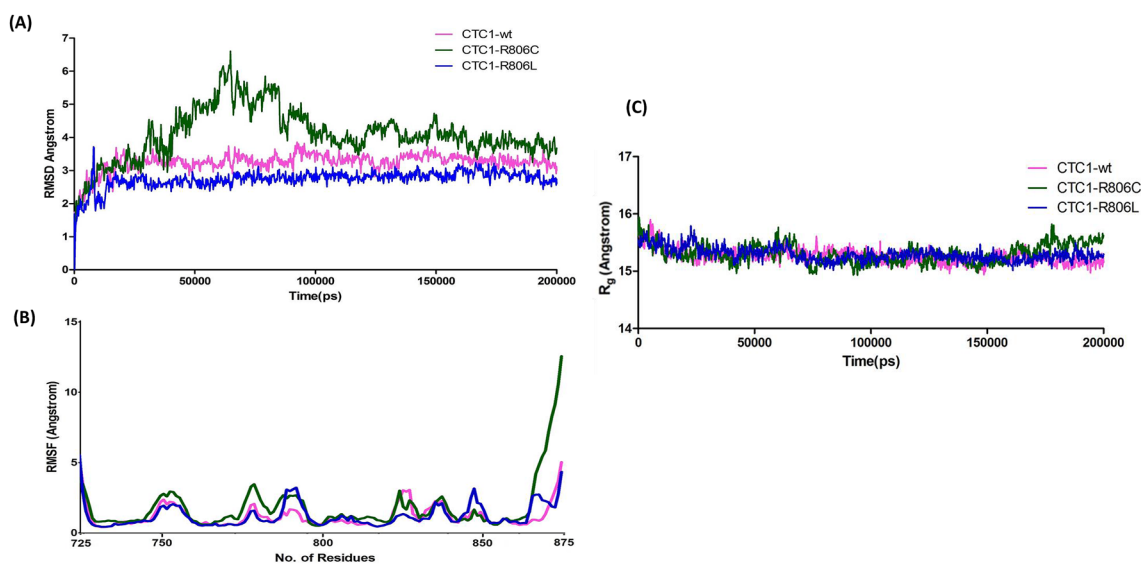 (A)
CTC1-wt
CTC1-R806C
CTC1-R806L
RMSD Angstrom
7
6
5
4
3
2
1
0
0 50000 100000 150000 200000
Time(ps)
(B)
RMSF (Angstrom)
15
10
5
0
725 750 775 800 825 850 875
No. of Residues
(C)
CTC1-wt
CTC1-R806C
CTC1-R806L
Rg (Angstrom)
17
16
15
14
0 50000 100000 150000 200000
Time(ps)